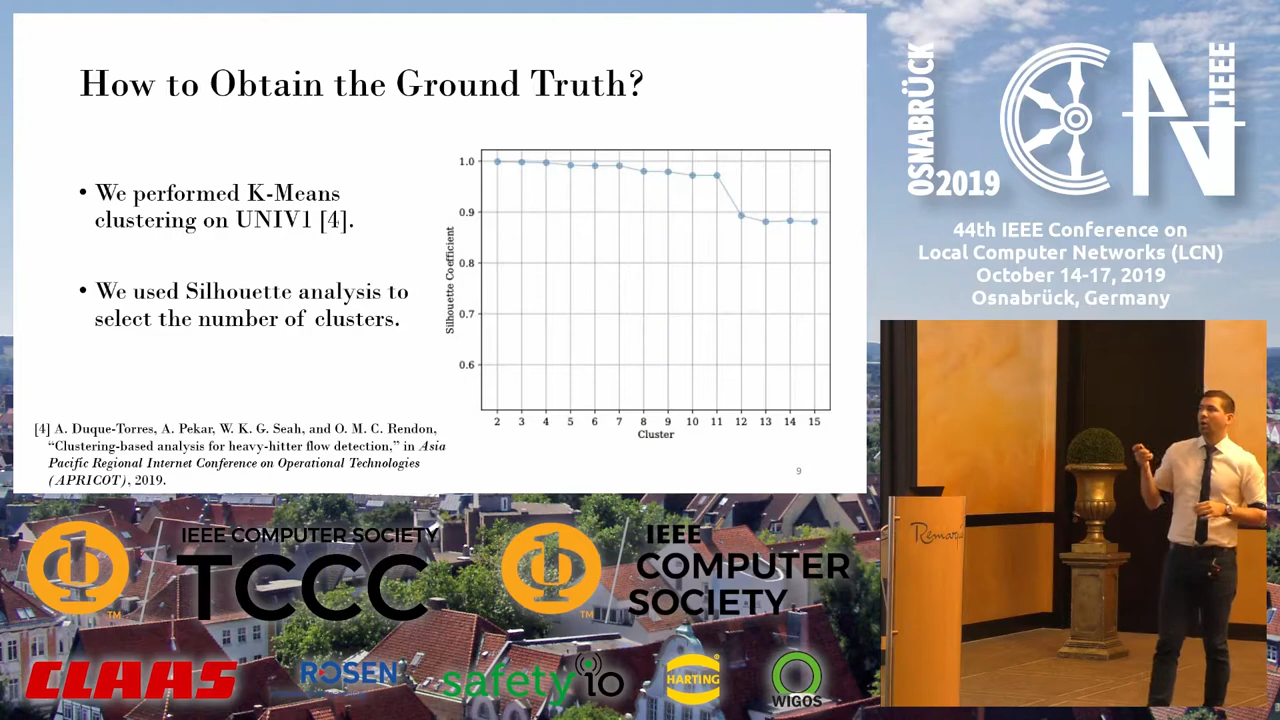 How to Obtain the Ground Truth?
• We performed K-Means
clustering on UNIV1 [4].
• We used Silhouette analysis to
select the number of clusters.
1.0
0.9
0.8
0.7
0.6
Silhouette Coefficient
2 3 4 5 6 7 8 9 10 11 12 13 14 15
Cluster
[4] A. Duque-Torres, A. Pekar, W. K. G. Seah, and O. M. C. Rendon,
“Clustering-based analysis for heavy-hitter flow detection,” in Asia
Pacific Regional Internet Conference on Operational Technologies
(APRICOT), 2019.
9
OSNABRÜCK
2019
LCN
IEEE
44th IEEE Conference on
Local Computer Networks (LCN)
October 14-17, 2019
Osnabrück, Germany
IEEE COMPUTER SOCIETY
TCCC
TM
IEEE
COMPUTER
SOCIETY
TM
CLAAS
ROSEN
safety io
HARTING
WIGOS